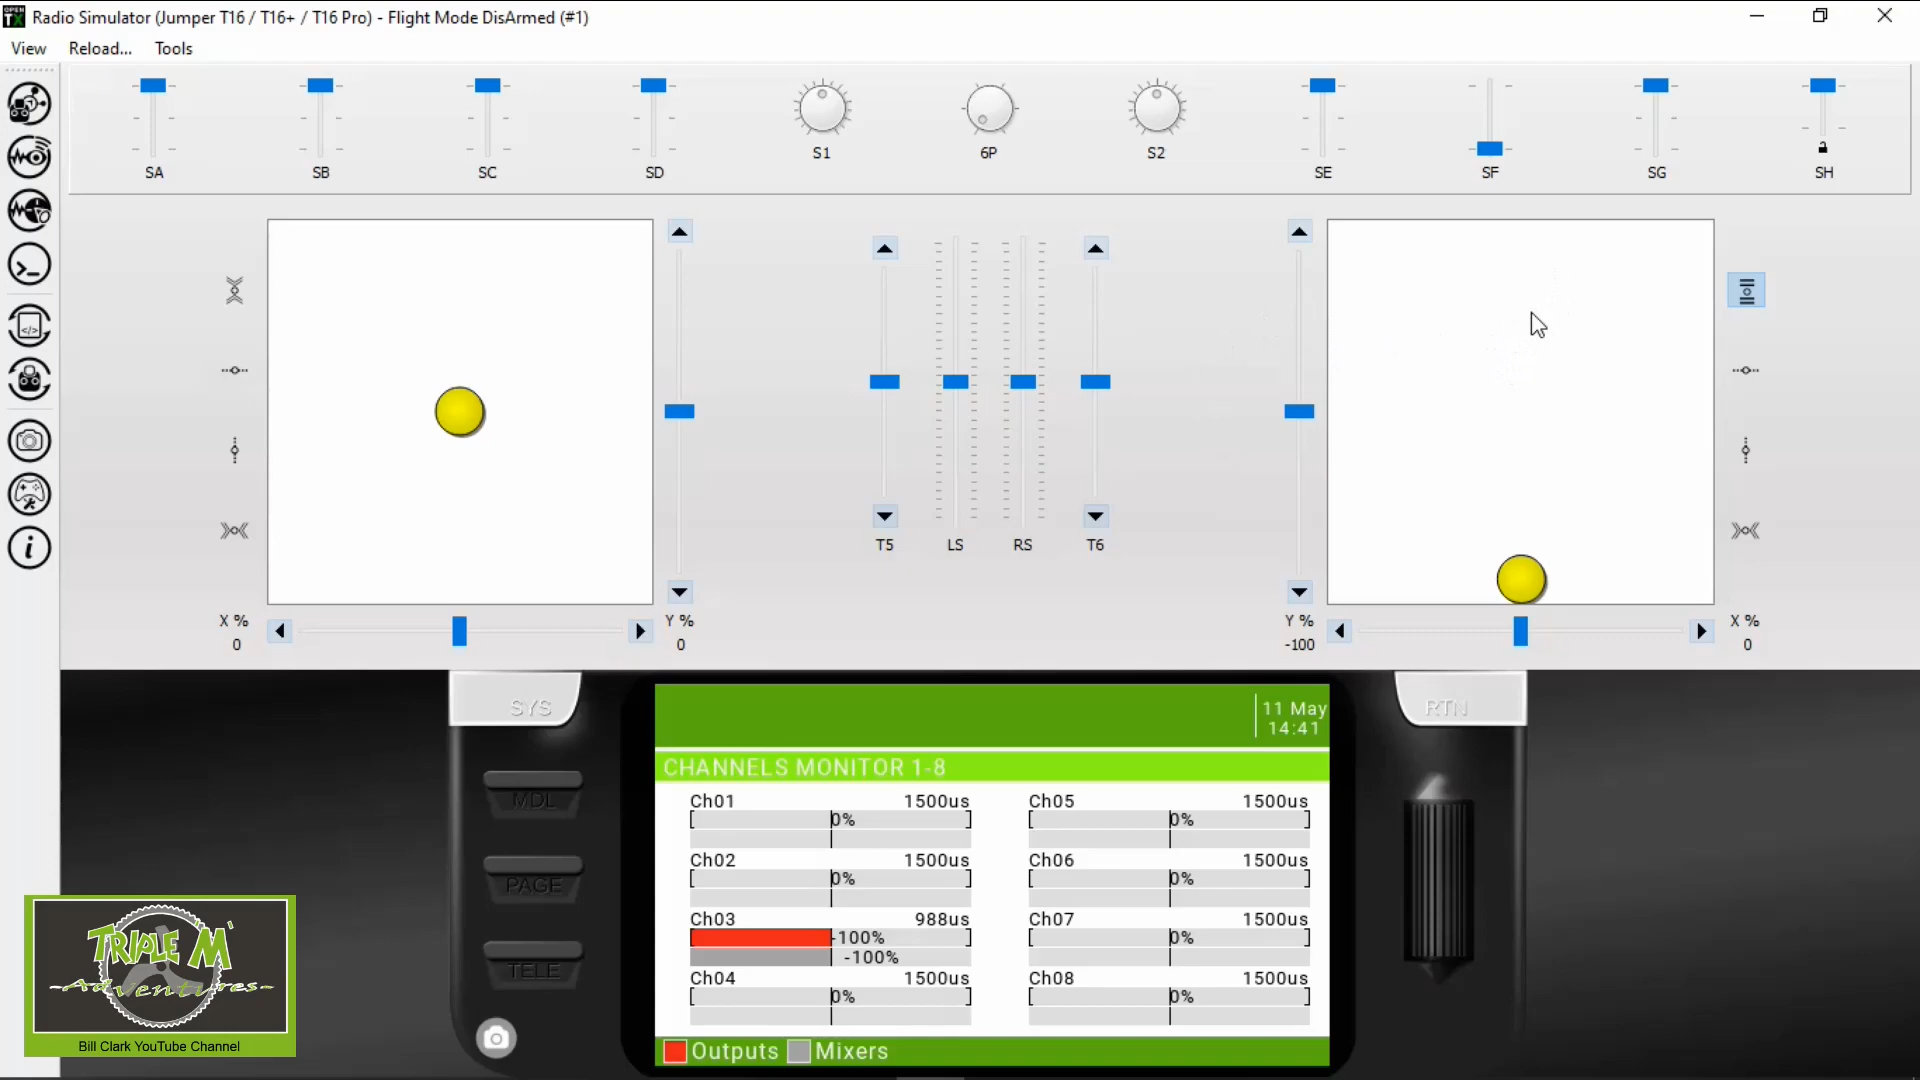 Radio Simulator (Jumper T16 / T16+ / T16 Pro) - Flight Mode DisArmed (#1)
View Reload... Tools
SA SB SC SD S1 6P S2 SE SF SG SH
T5 LS RS T6
X % Y % Y % X %
0 0 -100 0
SYS RTN
MDL
PAGE
TELE
11 May
14:41
CHANNELS MONITOR 1-8
Ch01 1500us Ch05 1500us
0% 0%
Ch02 1500us Ch06 1500us
0% 0%
Ch03 988us Ch07 1500us
-100% 0%
-100%
Ch04 1500us Ch08 1500us
0% 0%
Outputs Mixers
OPEN
TX
TRIPLE M
Adventures
Bill Clark YouTube Channel